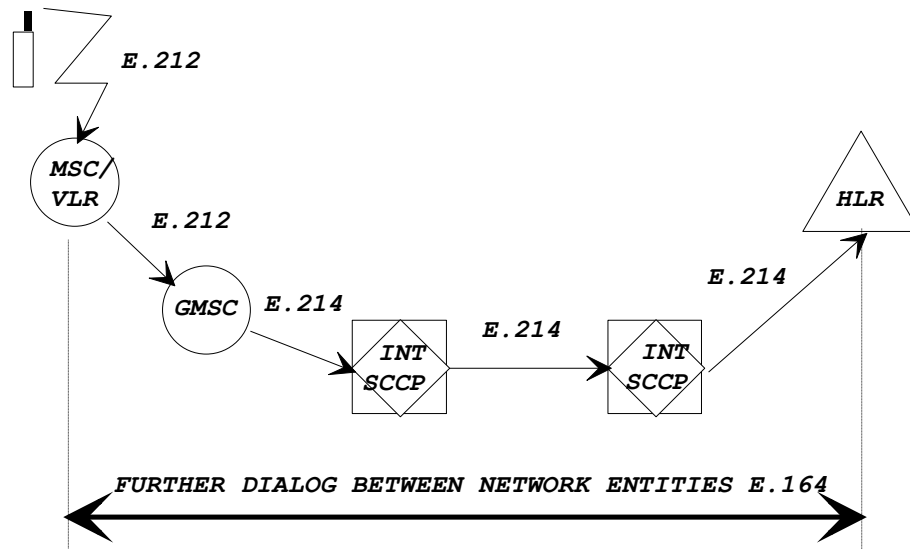 E.212
MSC/
VLR
HLR
E.212
E.214
GMSC
E.214
E.214
INT
SCCP
INT
SCCP
FURTHER DIALOG BETWEEN NETWORK ENTITIES E.164